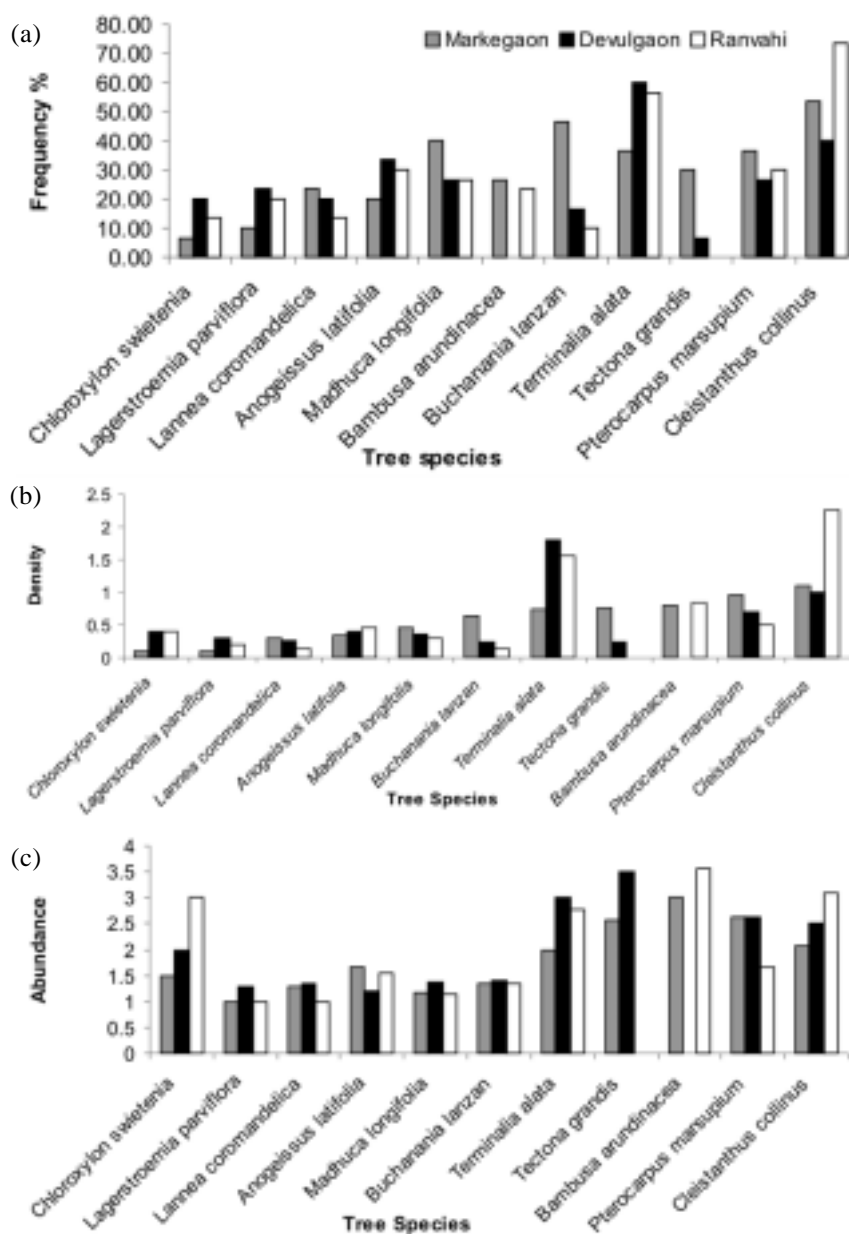 (a)
80.00
70.00
60.00
50.00
40.00
30.00
20.00
10.00
0.00
Frequency %
Markegaon Devulgaon Ranvahi
Chloroxylon swietenia
Lagerstroemia parviflora
Lannea coromandelica
Anogeissus latifolia
Madhuca longifolia
Bambusa arundinacea
Buchanania lanzan
Terminalia alata
Tectona grandis
Pterocarpus marsupium
Cleistanthus collinus
Tree species
(b)
2.5
2
1.5
1
0.5
0
Density
Chloroxylon swietenia
Lagerstroemia parviflora
Lannea coromandelica
Anogeissus latifolia
Madhuca longifolia
Buchanania lanzan
Terminalia alata
Tectona grandis
Bambusa arundinacea
Pterocarpus marsupium
Cleistanthus collinus
Tree Species
(c)
4
3.5
3
2.5
2
1.5
1
0.5
0
Abundance
Chloroxylon swietenia
Lagerstroemia parviflora
Lannea coromandelica
Anogeissus latifolia
Madhuca longifolia
Buchanania lanzan
Terminalia alata
Tectona grandis
Bambusa arundinacea
Pterocarpus marsupium
Cleistanthus collinus
Tree Species